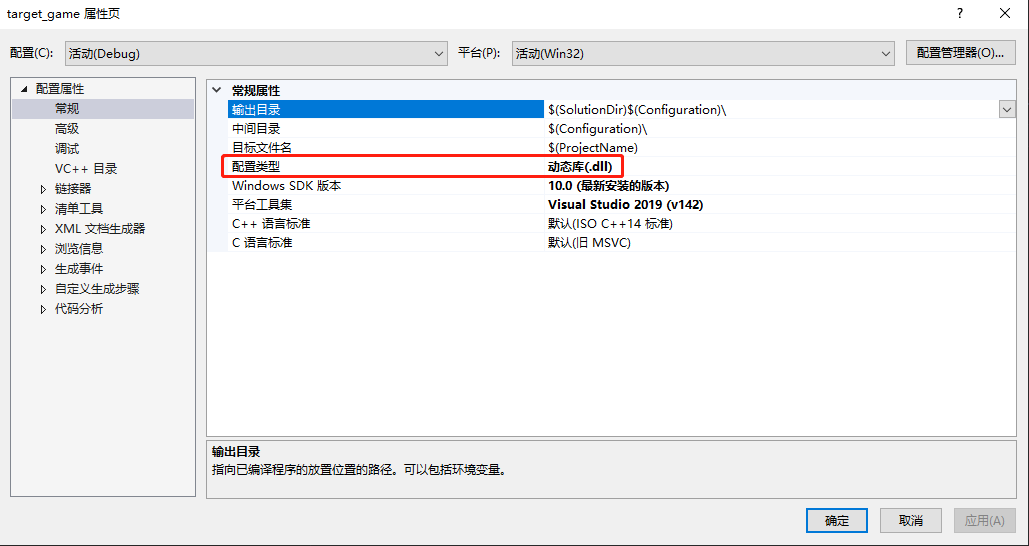 target_game 属性页
?
配置(C): 活动(Debug) 平台(P): 活动(Win32) 配置管理器(O)...
配置属性
常规
高级
调试
VC++ 目录
链接器
清单工具
XML 文档生成器
浏览信息
生成事件
自定义生成步骤
代码分析
常规属性
输出目录 $(SolutionDir)$(Configuration)\
中间目录 $(Configuration)\
目标文件名 $(ProjectName)
配置类型 动态库(.dll)
Windows SDK 版本 10.0 (最新安装的版本)
平台工具集 Visual Studio 2019 (v142)
C++ 语言标准 默认(ISO C++14 标准)
C 语言标准 默认(旧 MSVC)
输出目录
指向已编译程序的放置位置的路径。可以包括环境变量。
确定 取消 应用(A)